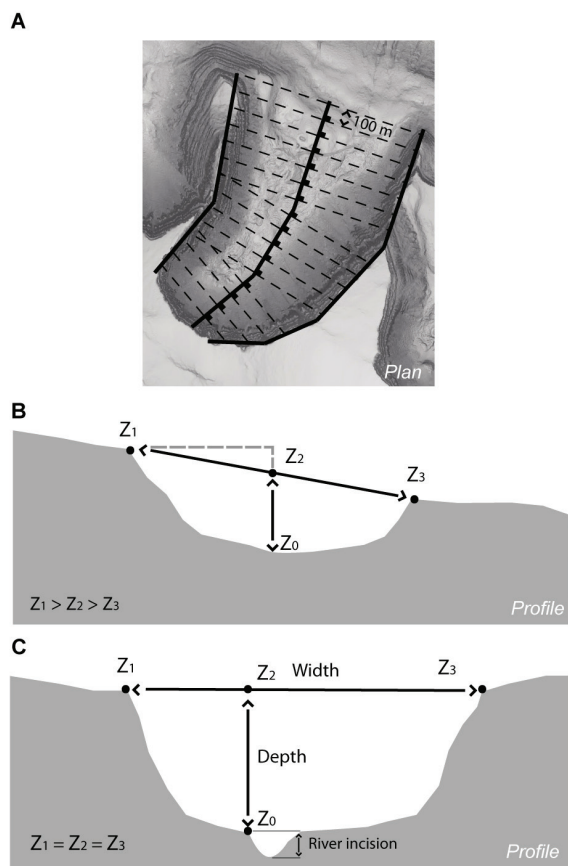 A
100 m
Plan
B
Z1
Z2
Z3
Z0
Z1 > Z2 > Z3
Profile
C
Z1
Z2
Width
Z3
Depth
Z0
River incision
Z1 = Z2 = Z3
Profile